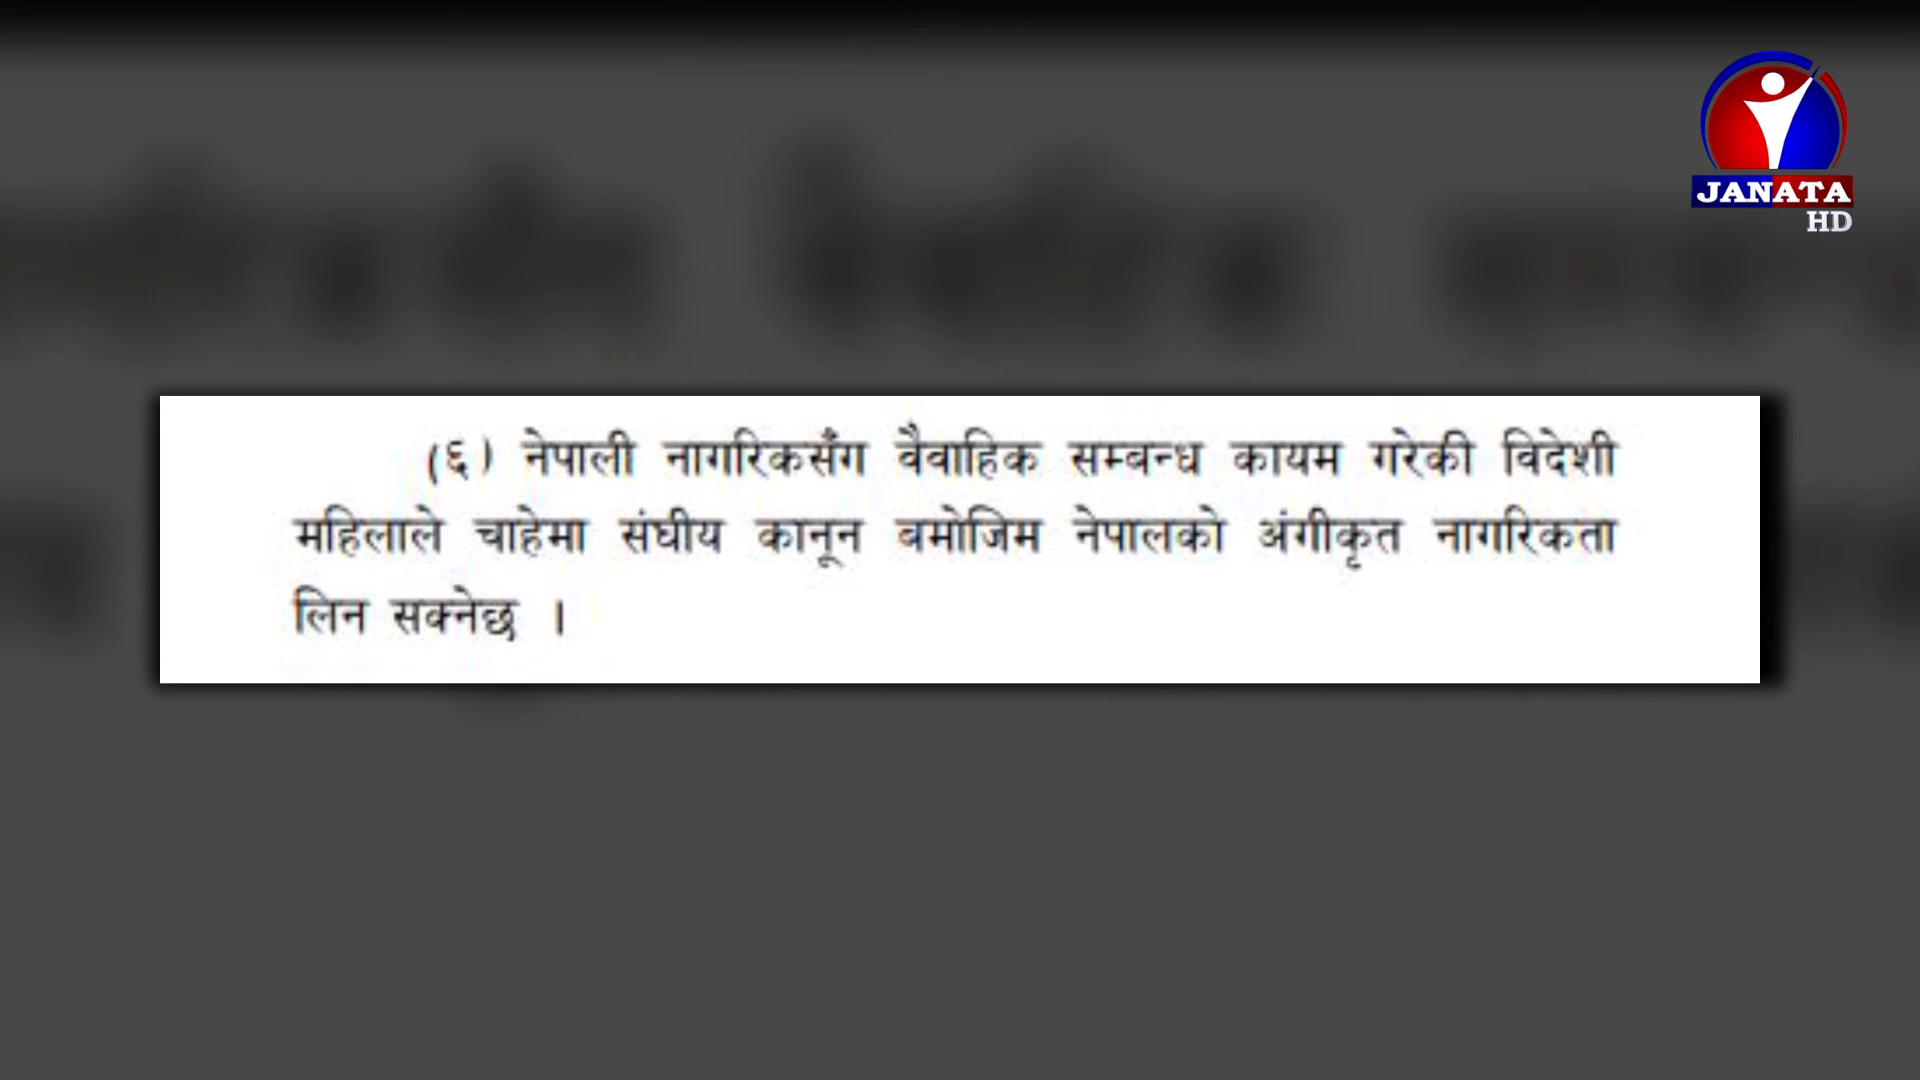 JANATA
HD
(६) नेपाली नागरिकसँग वैवाहिक सम्बन्ध कायम गरेकी विदेशी
महिलाले चाहेमा संघीय कानून बमोजिम नेपालको अंगीकृत नागरिकता
लिन सक्नेछ ।